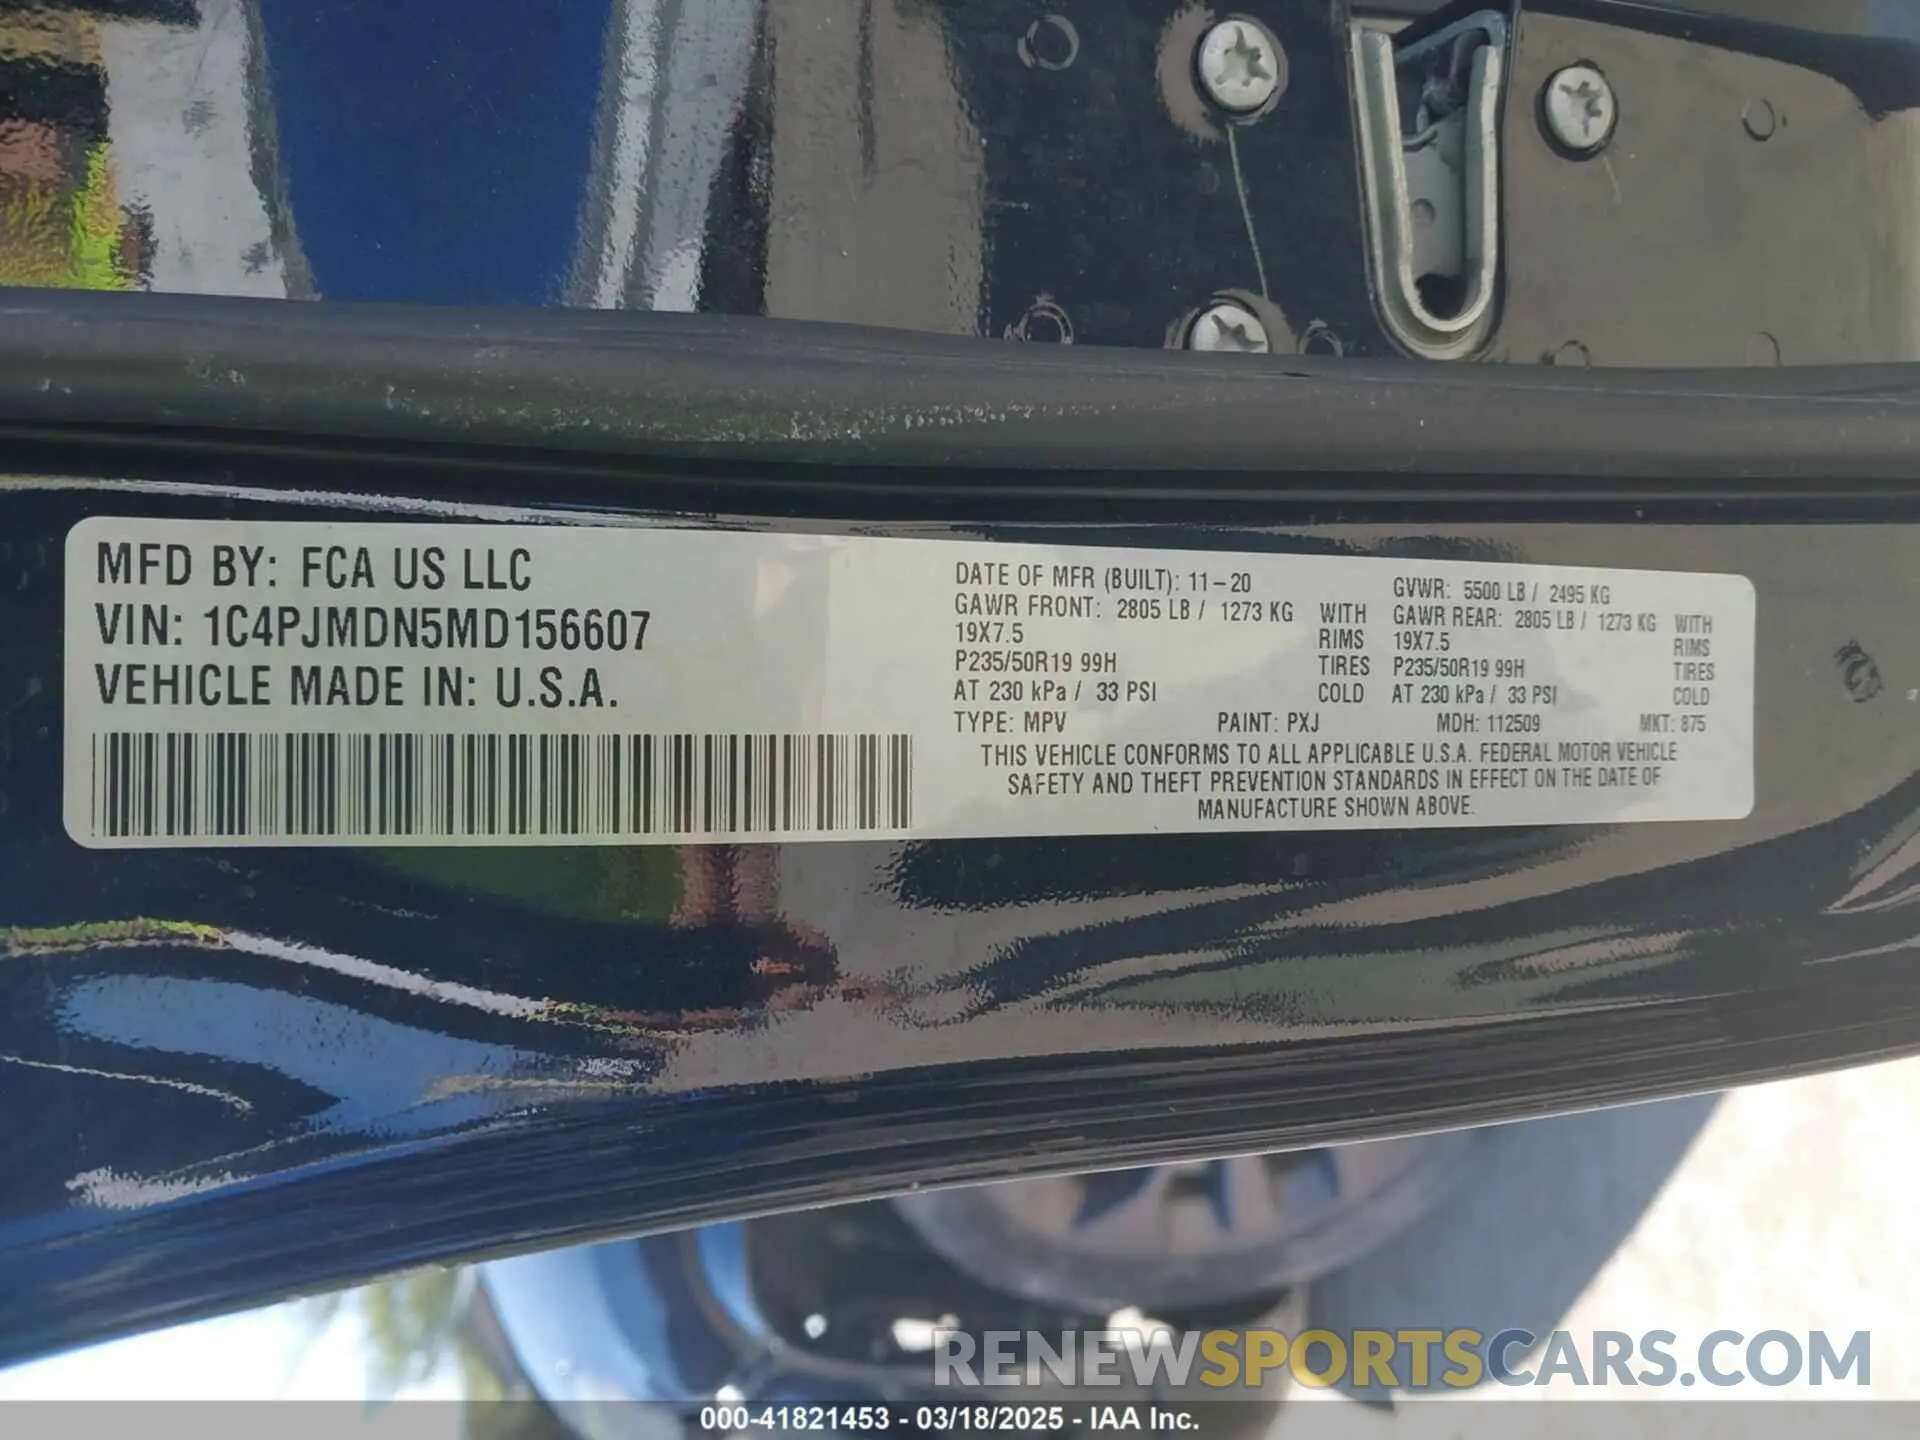 MFD BY: FCA US LLC
VIN: 1C4PJMDN5MD156607
VEHICLE MADE IN: U.S.A.
DATE OF MFR (BUILT): 11-20
GVWR: 5500 LB / 2495 KG
GAWR FRONT: 2805 LB / 1273 KG WITH
19X7.5 RIMS
P235/50R19 99H TIRES
AT 230 kPa / 33 PSI COLD
GAWR REAR: 2805 LB / 1273 KG WITH
19X7.5 RIMS
P235/50R19 99H TIRES
AT 230 kPa / 33 PSI COLD
TYPE: MPV PAINT: PXJ MDH: 112509 MKT: 875
THIS VEHICLE CONFORMS TO ALL APPLICABLE U.S.A. FEDERAL MOTOR VEHICLE
SAFETY AND THEFT PREVENTION STANDARDS IN EFFECT ON THE DATE OF
MANUFACTURE SHOWN ABOVE.
RENEWSPORTSCARS.COM
000-41821453 - 03/18/2025 - IAA Inc.